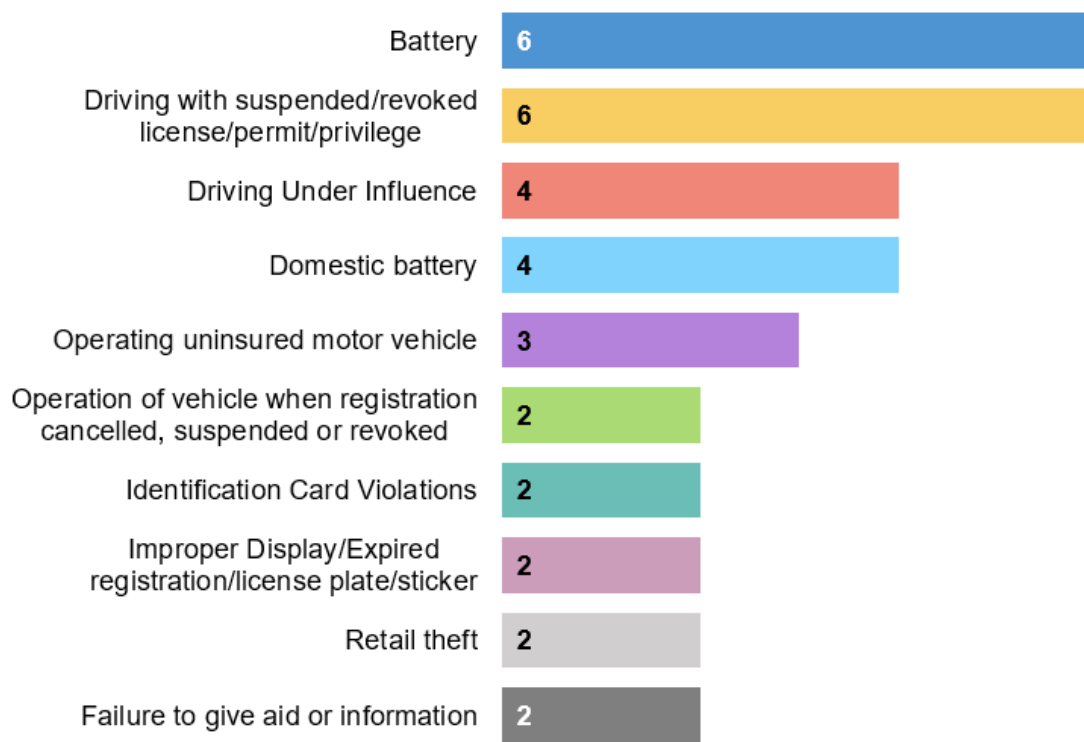 Battery 6
Driving with suspended/revoked
license/permit/privilege 6
Driving Under Influence 4
Domestic battery 4
Operating uninsured motor vehicle 3
Operation of vehicle when registration
cancelled, suspended or revoked 2
Identification Card Violations 2
Improper Display/Expired
registration/license plate/sticker 2
Retail theft 2
Failure to give aid or information 2